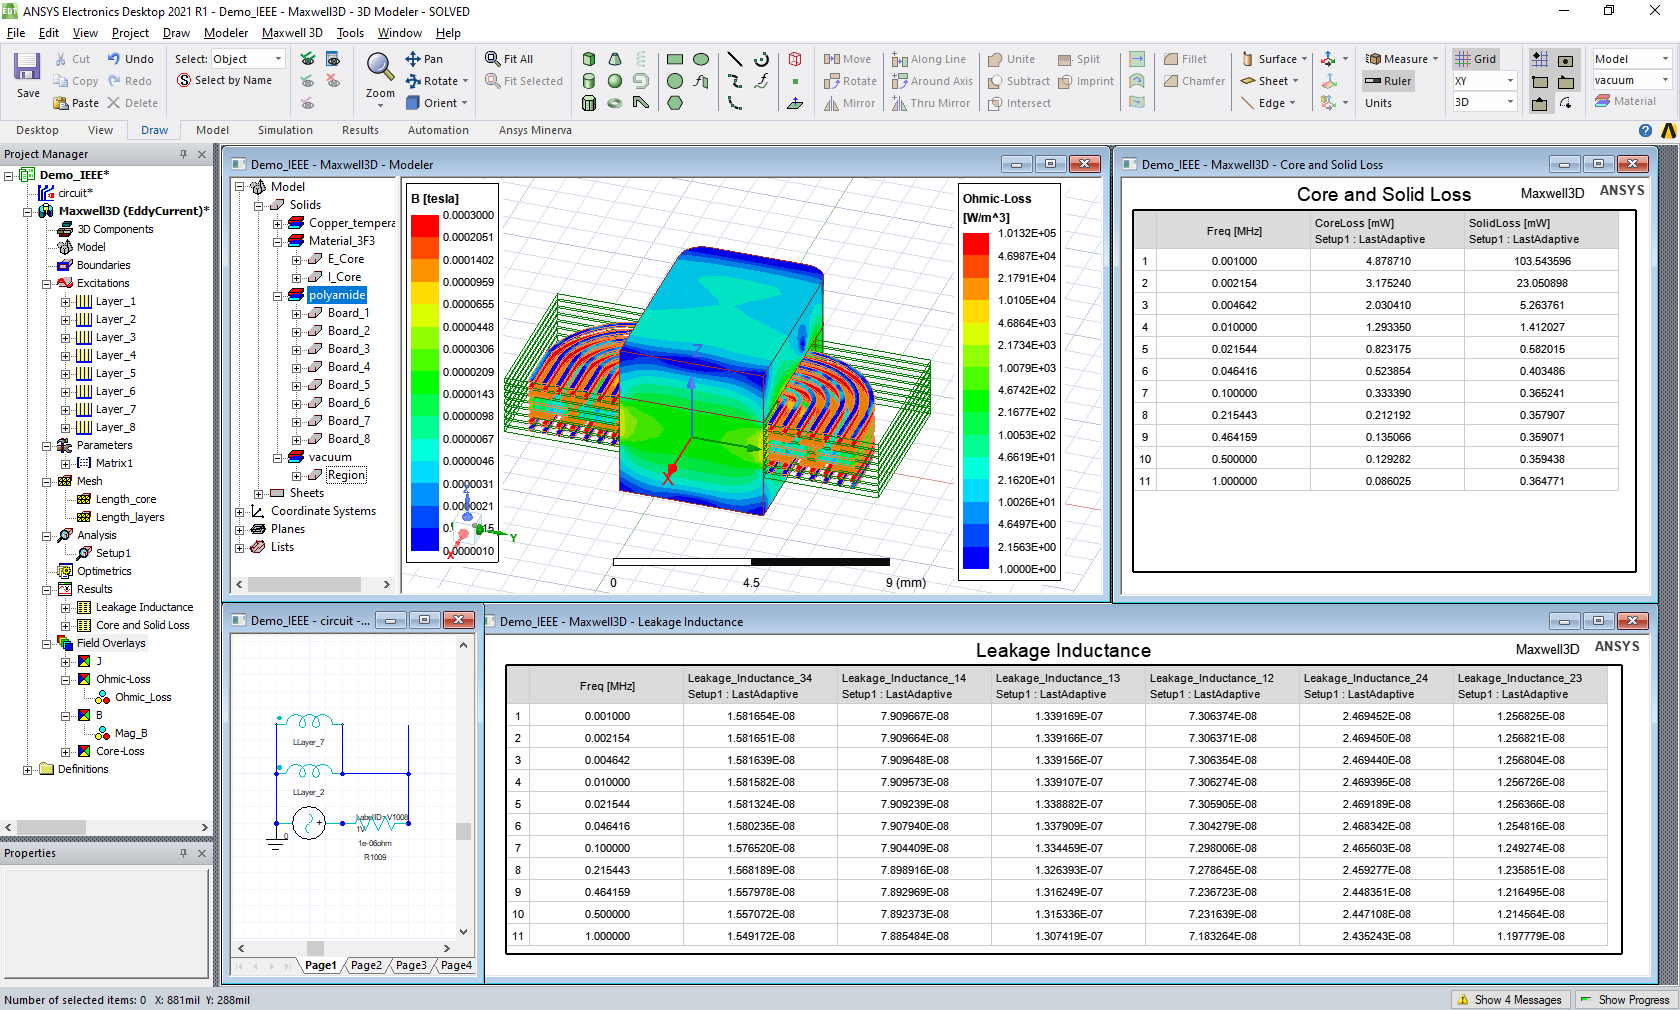 ANSYS Electronics Desktop 2021 R1 - Demo_IEEE - Maxwell3D - 3D Modeler - SOLVED
File Edit View Project Draw Modeler Maxwell 3D Tools Window Help
Save
Cut
Copy
Paste
Undo
Redo
Delete
Select: Object
Select by Name
Zoom
Pan
Rotate
Orient
Fit All
Fit Selected
Move
Rotate
Mirror
Along Line
Around Axis
Thru Mirror
Unite
Subtract
Intersect
Split
Imprint
Fillet
Chamfer
Surface
Sheet
Edge
Measure
Ruler
Units
Grid
XY
3D
Model
vacuum
Material
Desktop View Draw Model Simulation Results Automation Ansys Minerva
Project Manager
Demo_IEEE*
circuit*
Maxwell3D (EddyCurrent)*
3D Components
Model
Boundaries
Excitations
Layer_1
Layer_2
Layer_3
Layer_4
Layer_5
Layer_6
Layer_7
Layer_8
Parameters
Matrix1
Mesh
Length_core
Length_layers
Analysis
Setup1
Optimetrics
Results
Leakage Inductance
Core and Solid Loss
Field Overlays
J
Ohmic-Loss
Ohmic_Loss
B
Mag_B
Core-Loss
Definitions
Properties
Demo_IEEE - Maxwell3D - Modeler
Model
Solids
Copper_tempera
Material_3F3
E_Core
I_Core
polyamide
Board_1
Board_2
Board_3
Board_4
Board_5
Board_6
Board_7
Board_8
vacuum
Region
Sheets
Coordinate Systems
Planes
Lists
B [tesla]
0.0003000
0.0002051
0.0001402
0.0000959
0.0000655
0.0000448
0.0000306
0.0000209
0.0000143
0.0000098
0.0000067
0.0000046
0.0000031
0.0000021
0.0000010
Z
X
Z
Y
X
0 4.5 9 (mm)
Ohmic-Loss
[W/m^3]
1.0132E+05
4.6987E+04
2.1791E+04
1.0105E+04
4.6864E+03
2.1734E+03
1.0079E+03
4.6742E+02
2.1677E+02
1.0053E+02
4.6619E+01
2.1620E+01
1.0026E+01
4.6497E+00
2.1563E+00
1.0000E+00
Demo_IEEE - Maxwell3D - Core and Solid Loss
Core and Solid Loss Maxwell3D ANSYS
Freq [MHz] CoreLoss [mW] SolidLoss [mW]
Setup1 : LastAdaptive Setup1 : LastAdaptive
1 0.001000 4.878710 103.543596
2 0.002154 3.175240 23.050898
3 0.004642 2.030410 5.263761
4 0.010000 1.293350 1.412027
5 0.021544 0.823175 0.582015
6 0.046416 0.523854 0.403486
7 0.100000 0.333390 0.365241
8 0.215443 0.212192 0.357907
9 0.464159 0.135066 0.359071
10 0.500000 0.129282 0.359438
11 1.000000 0.086025 0.364771
Demo_IEEE - circuit -...
LLayer_7
LLayer_2
0
1V
1e-06ohm
R1009
Page1 Page2 Page3 Page4
Demo_IEEE - Maxwell3D - Leakage Inductance
Leakage Inductance Maxwell3D ANSYS
Freq [MHz] Leakage_Inductance_34 Leakage_Inductance_14 Leakage_Inductance_13 Leakage_Inductance_12 Leakage_Inductance_24 Leakage_Inductance_23
Setup1 : LastAdaptive Setup1 : LastAdaptive Setup1 : LastAdaptive Setup1 : LastAdaptive Setup1 : LastAdaptive Setup1 : LastAdaptive
1 0.001000 1.581654E-08 7.909667E-08 1.339169E-07 7.306374E-08 2.469452E-08 1.256825E-08
2 0.002154 1.581651E-08 7.909664E-08 1.339166E-07 7.306371E-08 2.469450E-08 1.256821E-08
3 0.004642 1.581639E-08 7.909648E-08 1.339156E-07 7.306354E-08 2.469440E-08 1.256804E-08
4 0.010000 1.581582E-08 7.909573E-08 1.339107E-07 7.306274E-08 2.469395E-08 1.256726E-08
5 0.021544 1.581324E-08 7.909239E-08 1.338882E-07 7.305905E-08 2.469189E-08 1.256366E-08
6 0.046416 1.580235E-08 7.907940E-08 1.337909E-07 7.304279E-08 2.468342E-08 1.254816E-08
7 0.100000 1.576520E-08 7.904409E-08 1.334459E-07 7.298006E-08 2.465603E-08 1.249274E-08
8 0.215443 1.568189E-08 7.898916E-08 1.326393E-07 7.278645E-08 2.459277E-08 1.235851E-08
9 0.464159 1.557978E-08 7.892969E-08 1.316249E-07 7.236723E-08 2.448351E-08 1.216495E-08
10 0.500000 1.557072E-08 7.892373E-08 1.315336E-07 7.231639E-08 2.447108E-08 1.214564E-08
11 1.000000 1.549172E-08 7.885484E-08 1.307419E-07 7.183264E-08 2.435243E-08 1.197779E-08
Number of selected items: 0 X: 881mil Y: 288mil
Show 4 Messages Show Progress